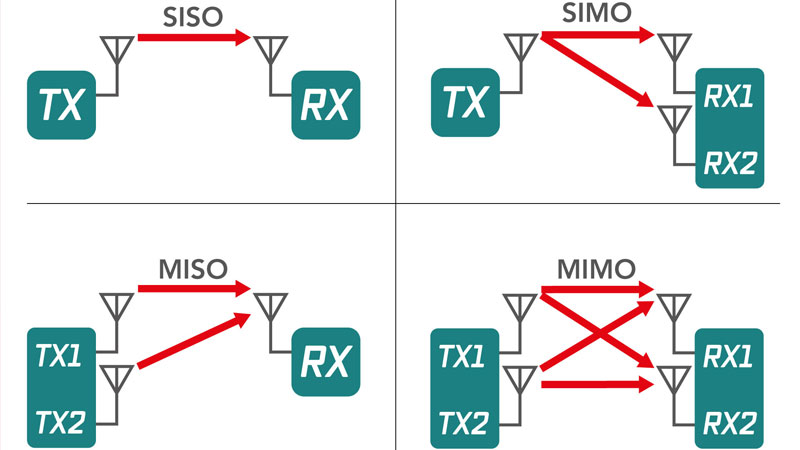 SISO
TX
RX
SIMO
TX
RX1
RX2
MISO
TX1
TX2
RX
MIMO
TX1
TX2
RX1
RX2